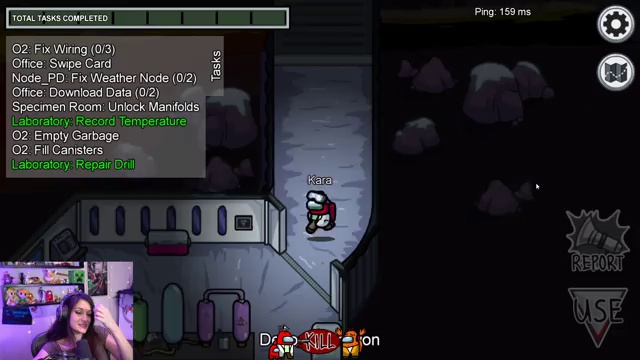 TOTAL TASKS COMPLETED
Ping: 159 ms
O2: Fix Wiring (0/3)
Office: Swipe Card
Node_PD: Fix Weather Node (0/2)
Office: Download Data (0/2)
Specimen Room: Unlock Manifolds
Laboratory: Record Temperature
O2: Empty Garbage
O2: Fill Canisters
Laboratory: Repair Drill
Tasks
Kara
REPORT
USE
KILL